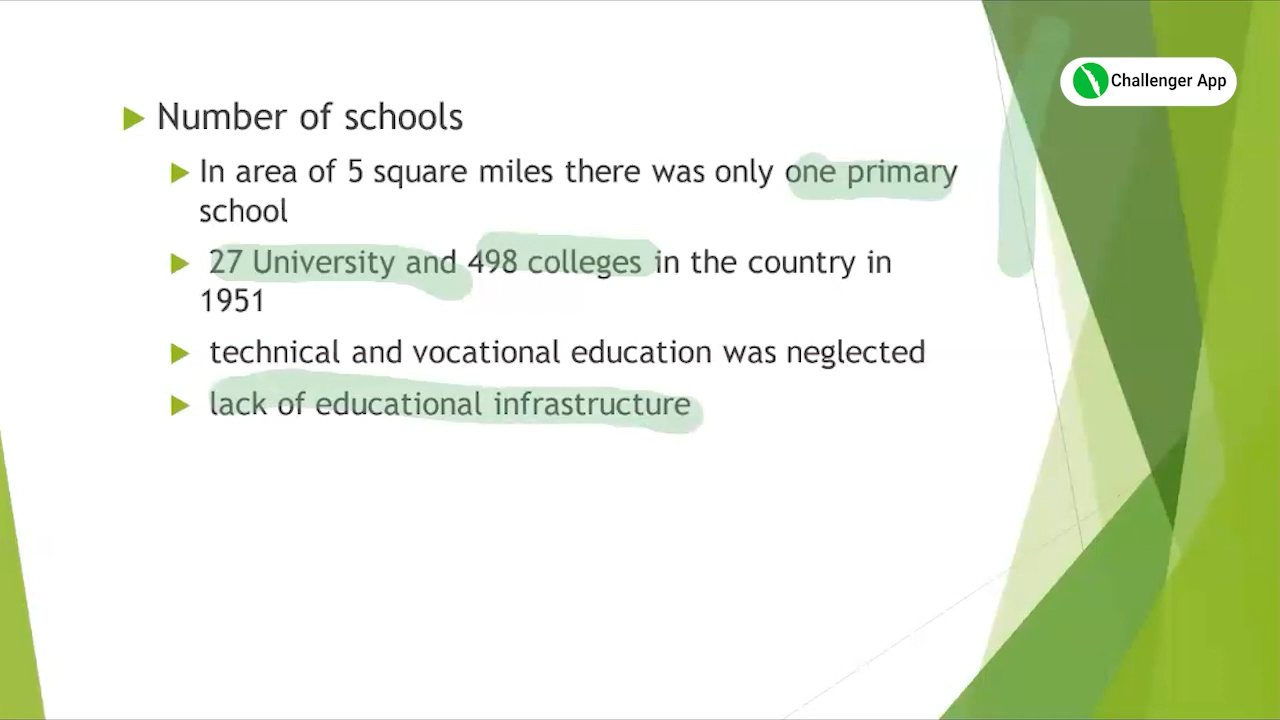 Challenger App
Number of schools
In area of 5 square miles there was only one primary
school
27 University and 498 colleges in the country in
1951
technical and vocational education was neglected
lack of educational infrastructure